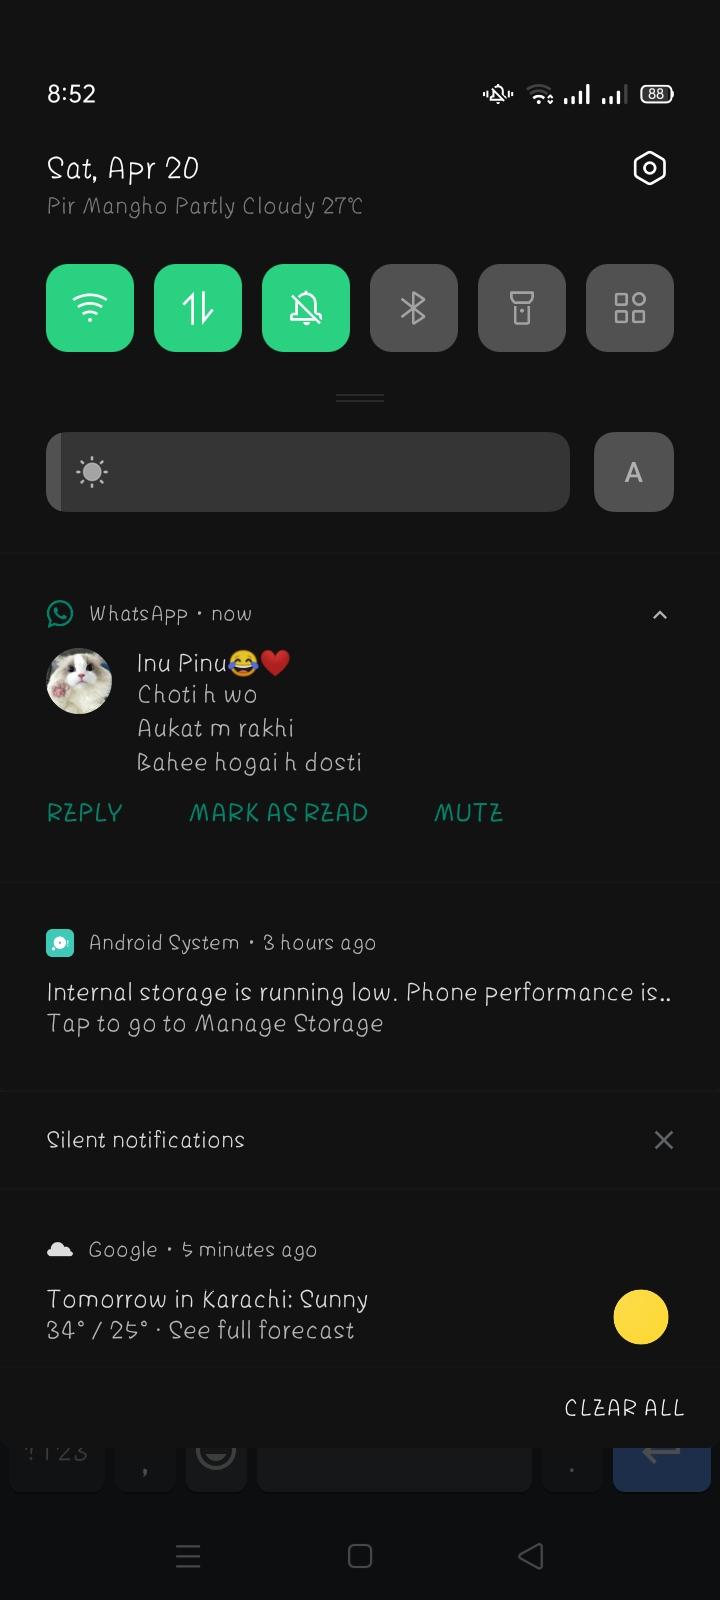 8:52
88
Sat, Apr 20
Pir Mangho Partly Cloudy 27°C
A
WhatsApp • now
Inu Pinu😂❤️
Choti h wo
Aukat m rakhi
Bahee hogai h dosti
REPLY MARK AS READ MUTE
Android System • 3 hours ago
Internal storage is running low. Phone performance is..
Tap to go to Manage Storage
Silent notifications
Google • 5 minutes ago
Tomorrow in Karachi: Sunny
34° / 25° · See full forecast
CLEAR ALL
?123 , .